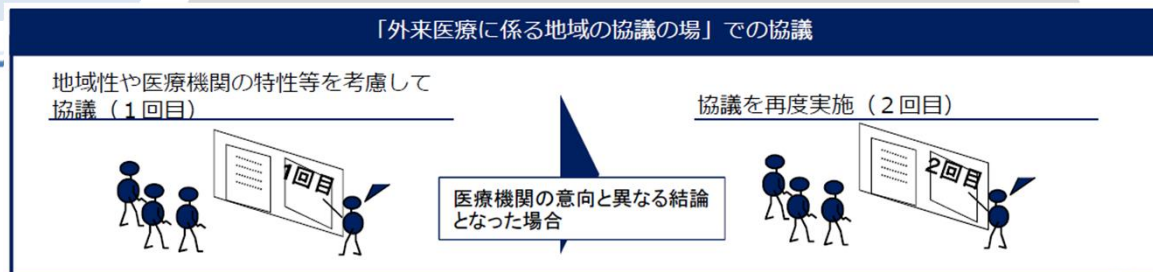 「外来医療に係る地域の協議の場」での協議
地域性や医療機関の特性等を考慮して
協議（１回目）
1回目
医療機関の意向と異なる結論
となった場合
協議を再度実施（２回目）
2回目